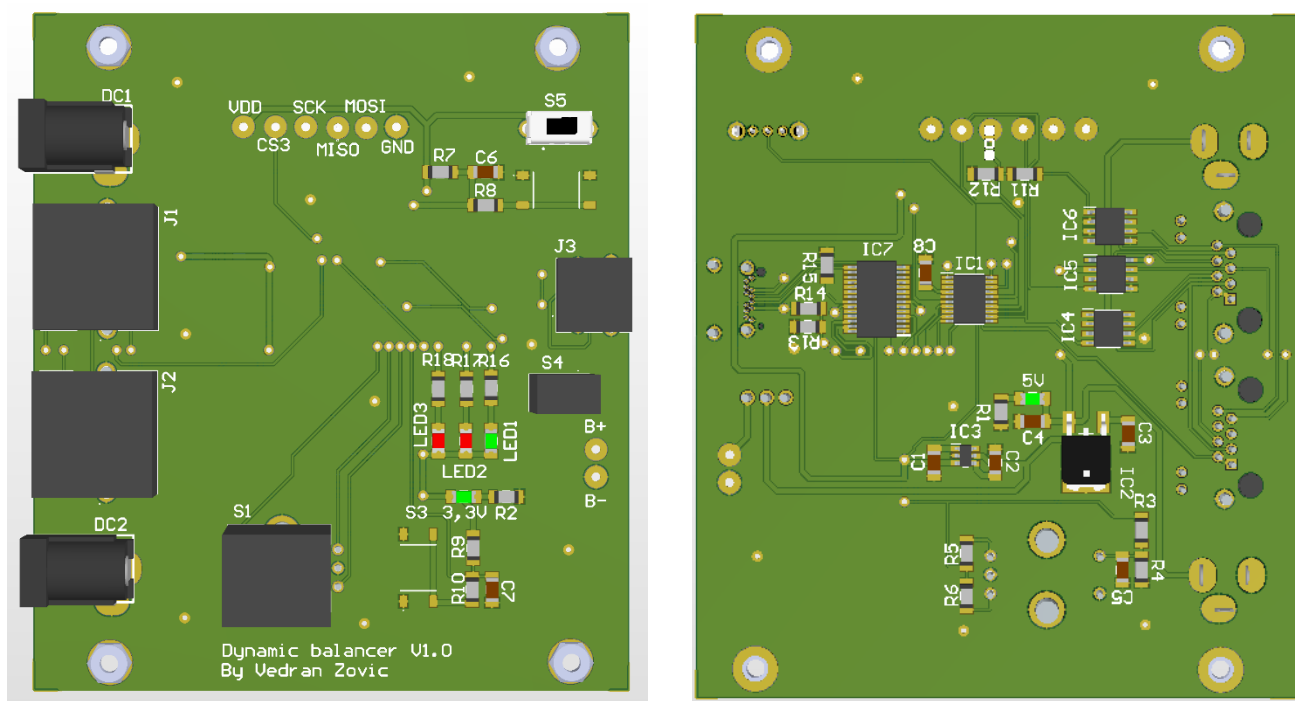 DC1
VDD
SCK
MOSI
CS3
MISO
GND
S5
R7
C6
R8
J1
J3
R18
R17
R16
S4
J2
LED3
LED1
B+
LED2
B-
3,3V
R2
S1
S3
DC2
R9
R10
C7
Dynamic balancer V1.0
By Vedran Zovic
R12
R11
IC6
IC7
C8
IC1
R15
IC5
R14
R13
IC4
5V
R1
C4
IC3
C3
C1
C2
IC2
R3
R5
R4
C5
R6